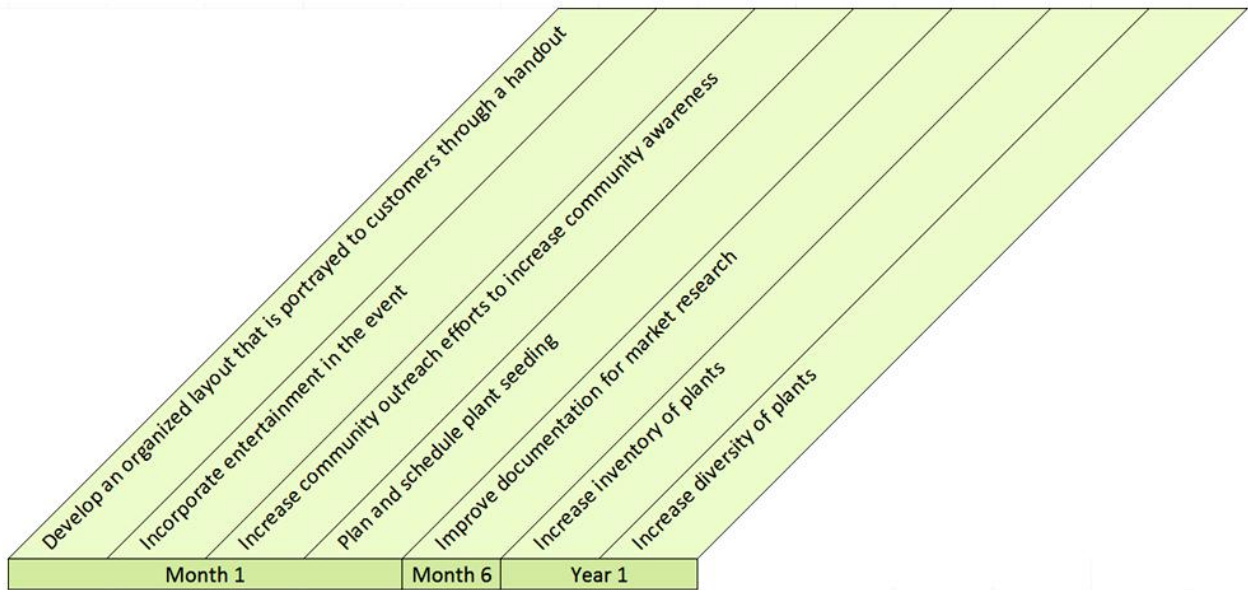 Develop an organized layout that is portrayed to customers through a handout
Incorporate entertainment in the event
Increase community outreach efforts to increase community awareness
Plan and schedule plant seeding
Improve documentation for market research
Increase inventory of plants
Increase diversity of plants
Month 1
Month 6
Year 1